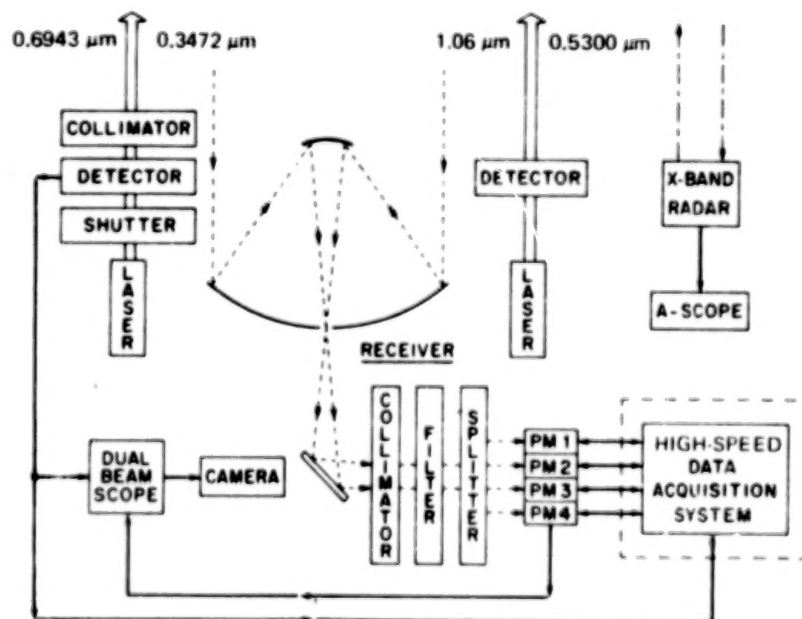 0.6943 µm
0.3472 µm
1.06 µm
0.5300 µm
COLLIMATOR
DETECTOR
SHUTTER
LASER
DETECTOR
LASER
X-BAND
RADAR
A-SCOPE
RECEIVER
COLLIMATOR
FILTER
SPLITTER
PM 1
PM 2
PM 3
PM 4
HIGH-SPEED
DATA
ACQUISITION
SYSTEM
DUAL
BEAM
SCOPE
CAMERA